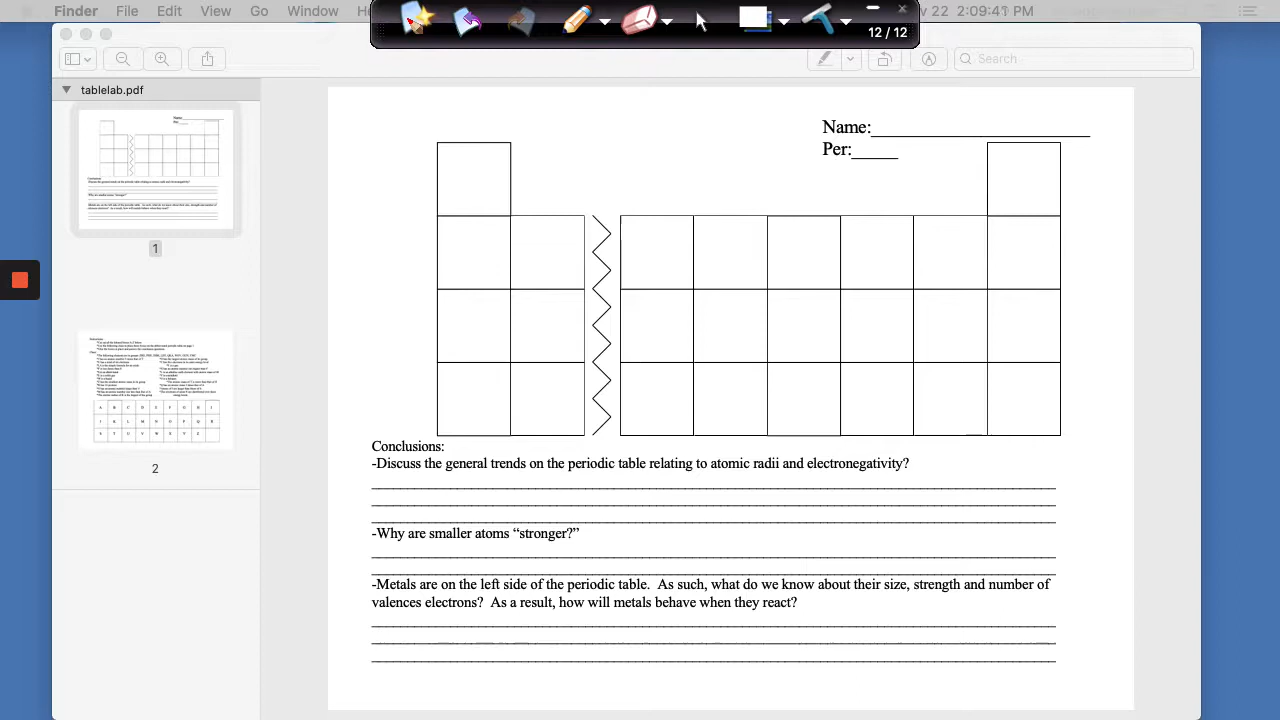 Finder File Edit View Go Window
v 22 2:09:41 PM
12 / 12
Search
tablelab.pdf
1
2
Name:
Per:
Conclusions:
-Discuss the general trends on the periodic table relating to atomic radii and electronegativity?
-Why are smaller atoms “stronger?”
-Metals are on the left side of the periodic table. As such, what do we know about their size, strength and number of
valences electrons? As a result, how will metals behave when they react?